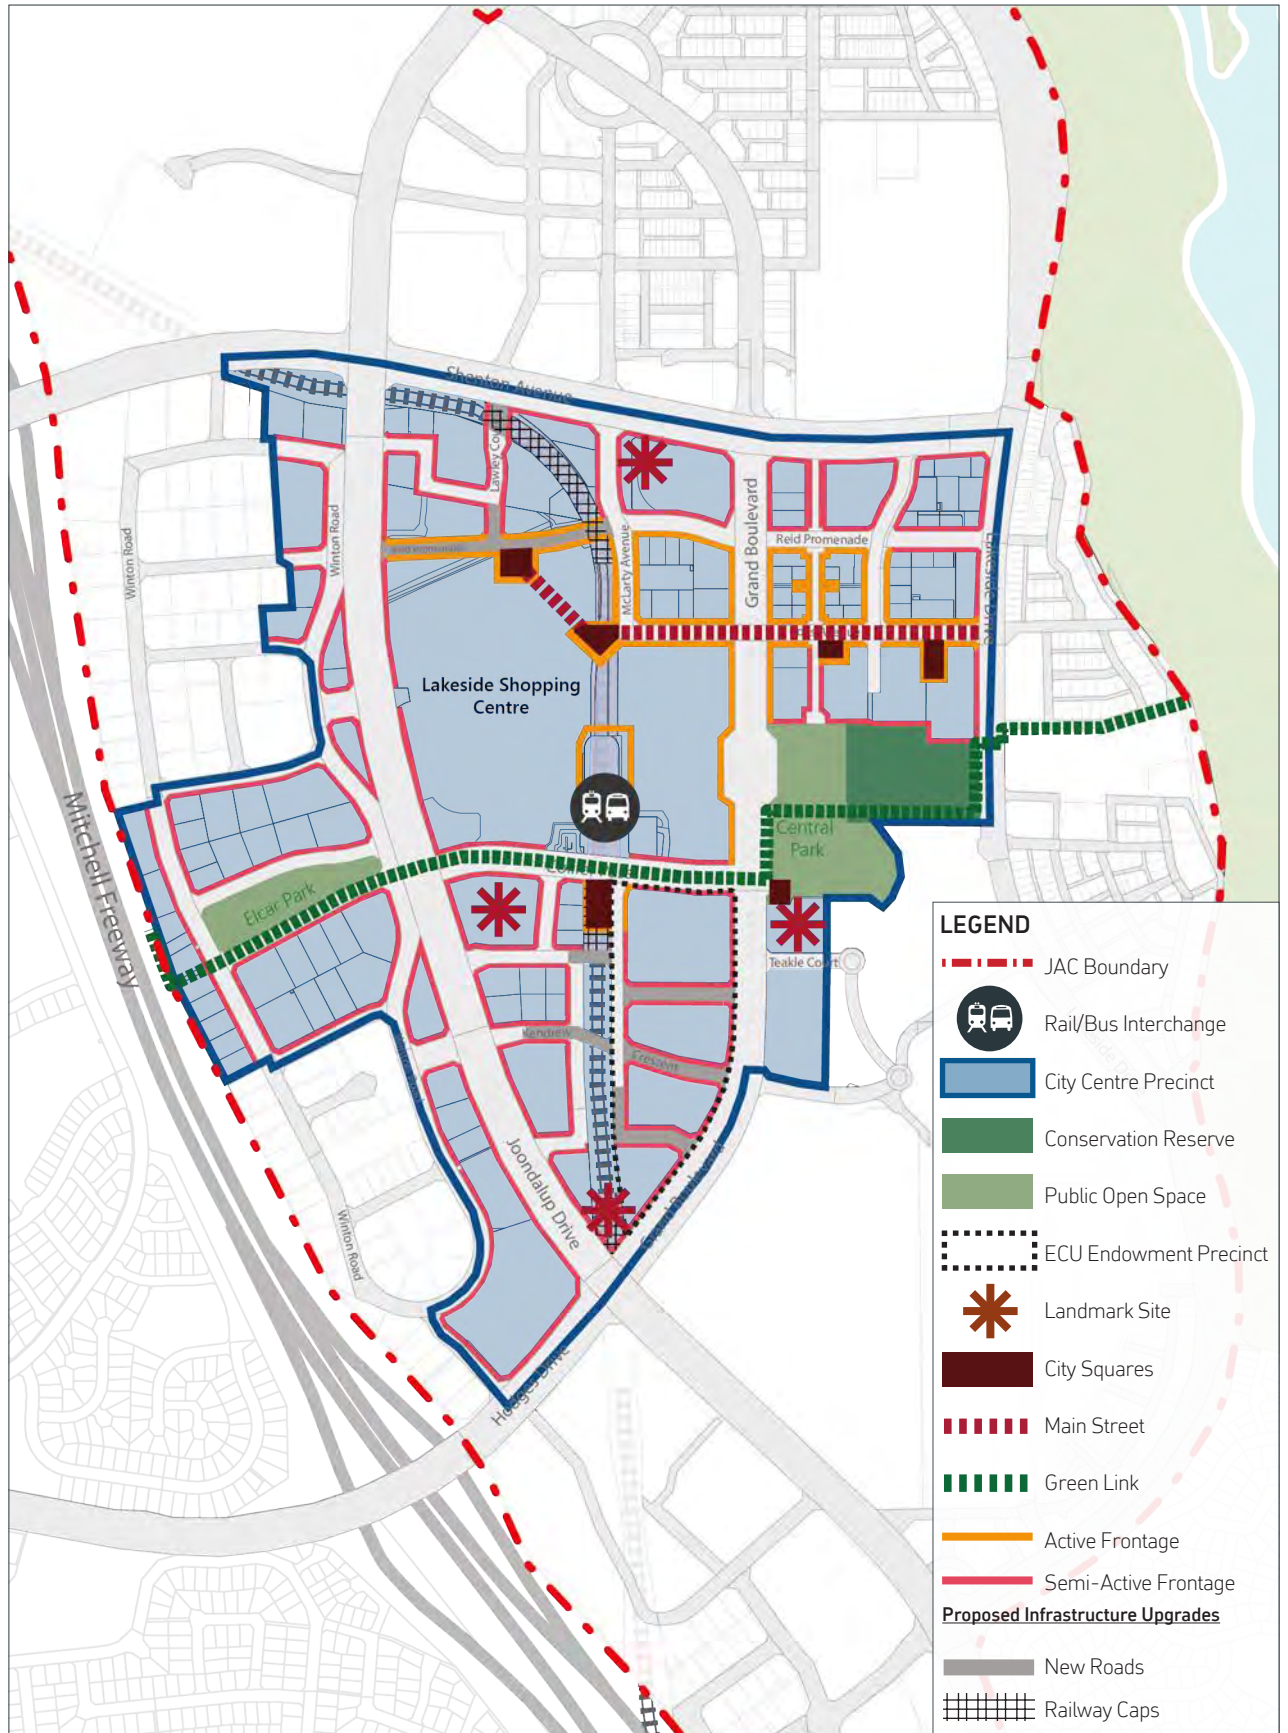 Shenton Avenue
Lawley Court
Winton Road
Winton Road
Grand Boulevard
Reid Promenade
Reid Promenade
McLarty Avenue
Lakeside Drive
Lakeside Shopping
Centre
Mitchell Freeway
Central
Park
Elcar Park
Teakle Court
Kendrew
Crescent
Joondalup Drive
Grand Boulevard
Winton Road
Hodges Drive
LEGEND
JAC Boundary
Rail/Bus Interchange
City Centre Precinct
Conservation Reserve
Public Open Space
ECU Endowment Precinct
Landmark Site
City Squares
Main Street
Green Link
Active Frontage
Semi-Active Frontage
Proposed Infrastructure Upgrades
New Roads
Railway Caps